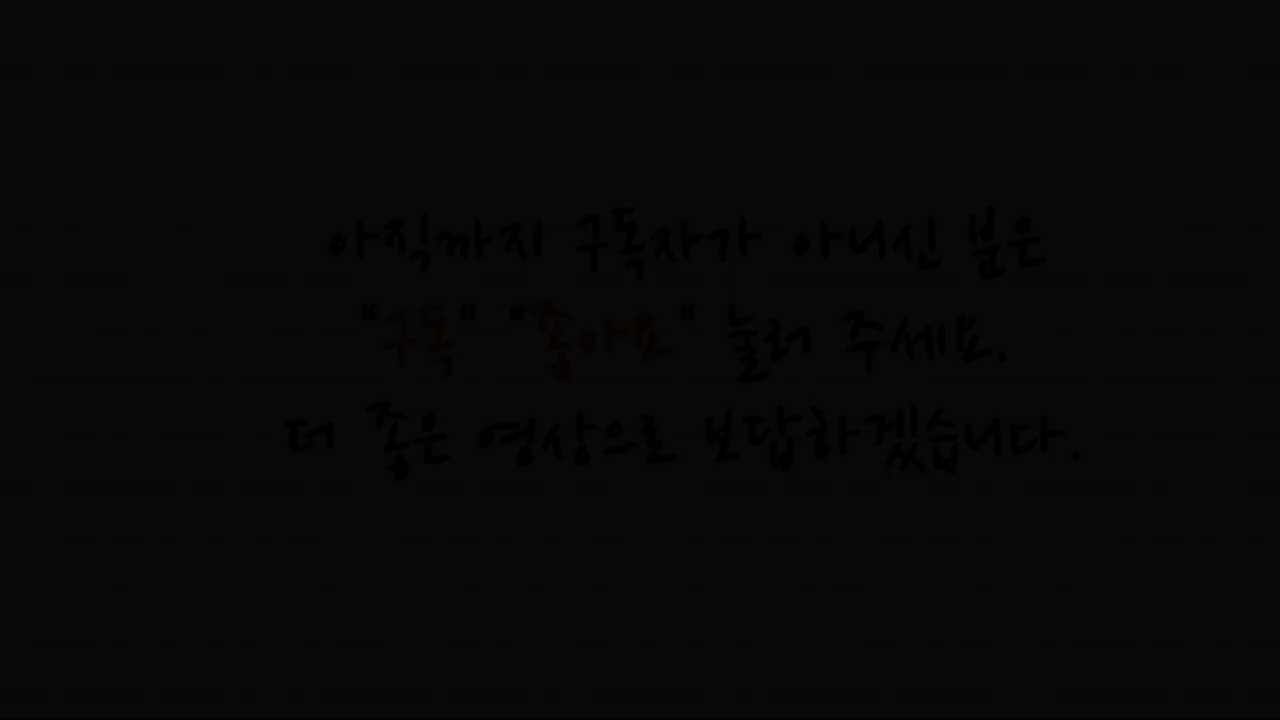 아직까지 구독자가 아니신 분은
"구독" "좋아요" 눌러 주세요.
더 좋은 영상으로 보답하겠습니다.